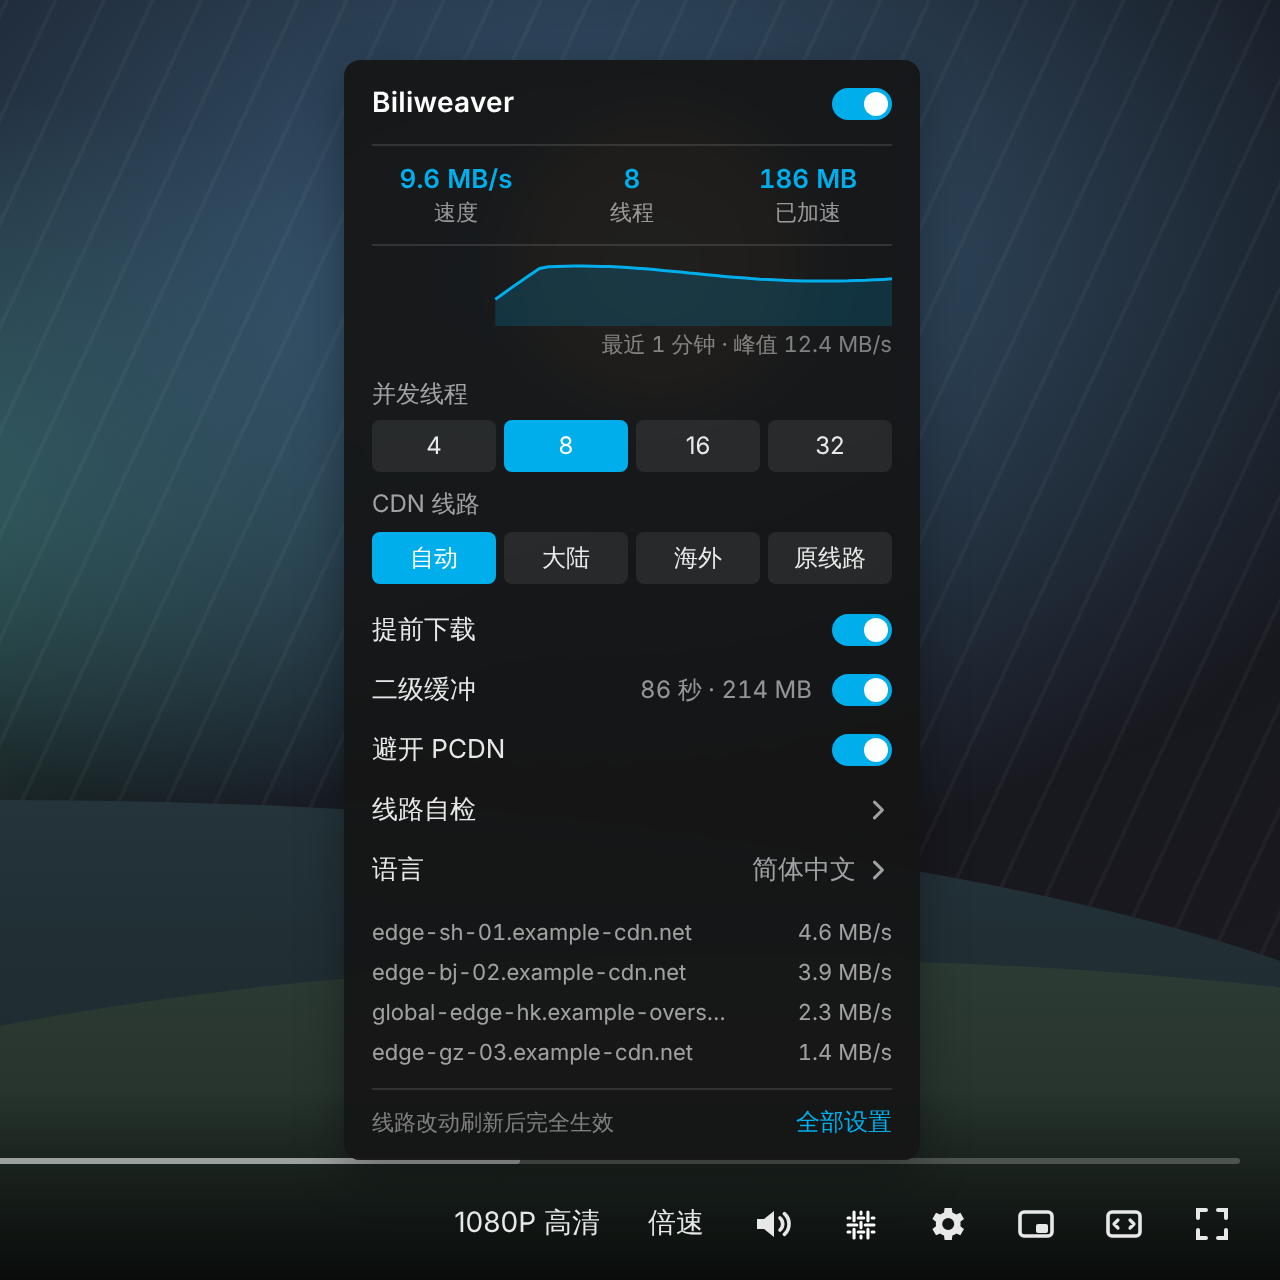 Biliweaver
9.6 MB/s 8 186 MB
速度 线程 已加速
最近 1 分钟 · 峰值 12.4 MB/s
并发线程
4 8 16 32
CDN 线路
自动 大陆 海外 原线路
提前下载
二级缓冲 86 秒 · 214 MB
避开 PCDN
线路自检
语言 简体中文
edge-sh-01.example-cdn.net 4.6 MB/s
edge-bj-02.example-cdn.net 3.9 MB/s
global-edge-hk.example-overs... 2.3 MB/s
edge-gz-03.example-cdn.net 1.4 MB/s
线路改动刷新后完全生效 全部设置
1080P 高清 倍速